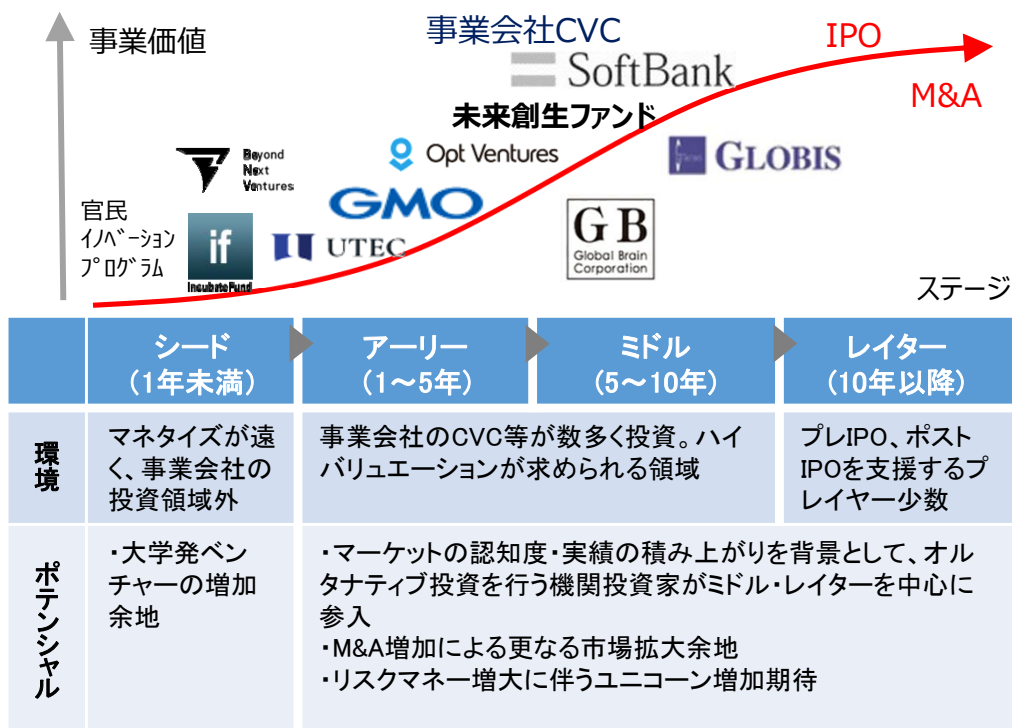 事業価値
事業会社CVC
IPO
SoftBank
M&A
未来創生ファンド
Beyond
Next
Ventures
Opt Ventures
GLOBIS
GMO
官民
ｲﾉﾍﾞｰｼｮﾝ
ﾌﾟﾛｸﾞﾗﾑ
if
Incubate Fund
UTEC
GB
Global Brain
Corporation
ステージ
シード
（1年未満）
アーリー
（1～5年）
ミドル
（5～10年）
レイター
（10年以降）
環境
マネタイズが遠
く、事業会社の
投資領域外
事業会社のCVC等が数多く投資。ハイ
バリュエーションが求められる領域
プレIPO、ポスト
IPOを支援するプ
レイヤー少数
ポテンシャル
・大学発ベン
チャーの増加
余地
・マーケットの認知度・実績の積み上がりを背景として、オル
タナティブ投資を行う機関投資家がミドル・レイターを中心に
参入
・M&A増加による更なる市場拡大余地
・リスクマネー増大に伴うユニコーン増加期待